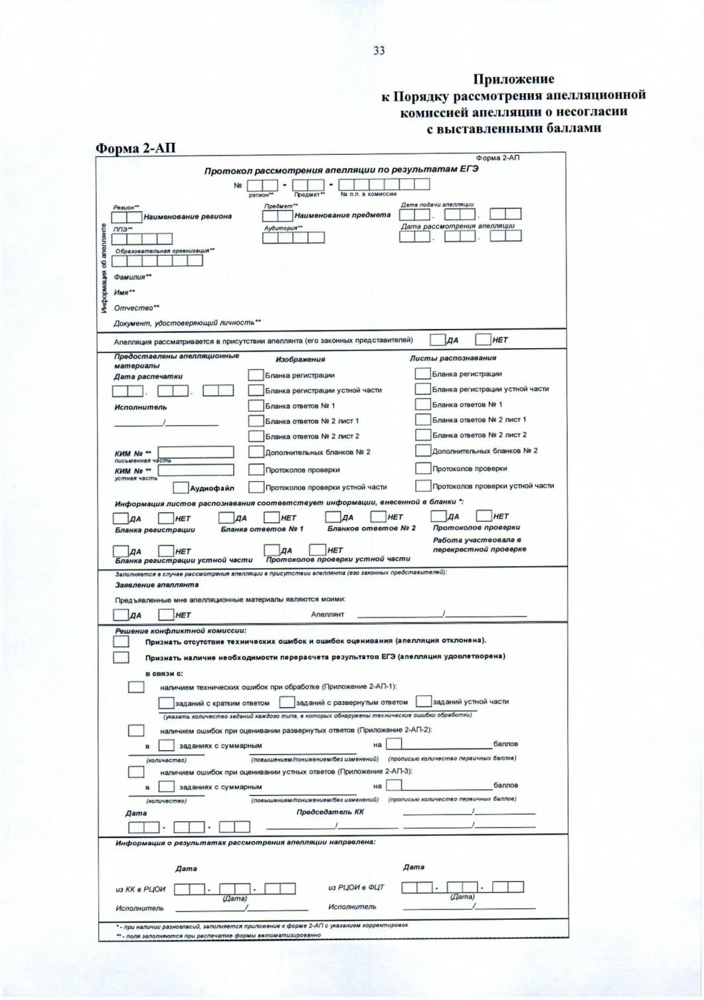 33
Приложение
к Порядку рассмотрения апелляционной
комиссией апелляции о несогласии
с выставленными баллами
Форма 2-АП
Форма 2-АП
Протокол рассмотрения апелляции по результатам ЕГЭ
№ - -
регион** Предмет** № п.п. в комиссии
Регион** Предмет** Дата подачи апелляции
Наименование региона Наименование предмета . .
ППЭ** Аудитория** Дата рассмотрения апелляции
. .
Образовательная организация**
Информация об апеллянте
Фамилия**
Имя**
Отчество**
Документ, удостоверяющий личность**
Апелляция рассматривается в присутствии апеллянта (его законных представителей) ДА НЕТ
Предоставлены апелляционные
материалы
Изображения Листы распознавания
Дата распечатки Бланка регистрации Бланка регистрации
. . Бланка регистрации устной части Бланка регистрации устной части
Исполнитель Бланка ответов № 1 Бланка ответов № 1
/ Бланка ответов № 2 лист 1 Бланка ответов № 2 лист 1
Бланка ответов № 2 лист 2 Бланка ответов № 2 лист 2
КИМ № ** Дополнительных бланков № 2 Дополнительных бланков № 2
письменная часть
КИМ № ** Протоколов проверки Протоколов проверки
устная часть
Аудиофайл Протоколов проверки устной части Протоколов проверки устной части
Информация листов распознавания соответствует информации, внесенной в бланки *:
ДА НЕТ ДА НЕТ ДА НЕТ ДА НЕТ
Бланка регистрации Бланка ответов № 1 Бланков ответов № 2 Протоколов проверки
Работа участвовала в
перекрестной проверке
ДА НЕТ ДА НЕТ
Бланка регистрации устной части Протоколов проверки устной части
Заполняется в случае рассмотрения апелляции в присутствии апеллянта (его законных представителей):
Заявление апеллянта
Предъявленные мне апелляционные материалы являются моими:
ДА НЕТ Апеллянт /
Решение конфликтной комиссии:
Признать отсутствие технических ошибок и ошибок оценивания (апелляция отклонена).
Признать наличие необходимости перерасчета результатов ЕГЭ (апелляция удовлетворена)
в связи с:
наличием технических ошибок при обработке (Приложение 2-АП-1):
заданий с кратким ответом заданий с развернутым ответом заданий устной части
(указать количество заданий каждого типа, в которых обнаружены технические ошибки обработки)
наличием ошибок при оценивании развернутых ответов (Приложение 2-АП-2):
в заданиях с суммарным на баллов
(количество) (повышением/понижением/без изменений) (прописью количество первичных баллов)
наличием ошибок при оценивании устных ответов (Приложение 2-АП-3):
в заданиях с суммарным на баллов
(количество) (повышением/понижением/без изменений) (прописью количество первичных баллов)
Дата Председатель КК /
. . / /
Информация о результатах рассмотрения апелляции направлена:
Дата Дата
из КК в РЦОИ . . из РЦОИ в ФЦТ . .
(Дата) (Дата)
Исполнитель / Исполнитель /
* - при наличии разногласий, заполняется приложение к форме 2-АП с указанием корректировок
** - поля заполняются при распечатке формы автоматизированно